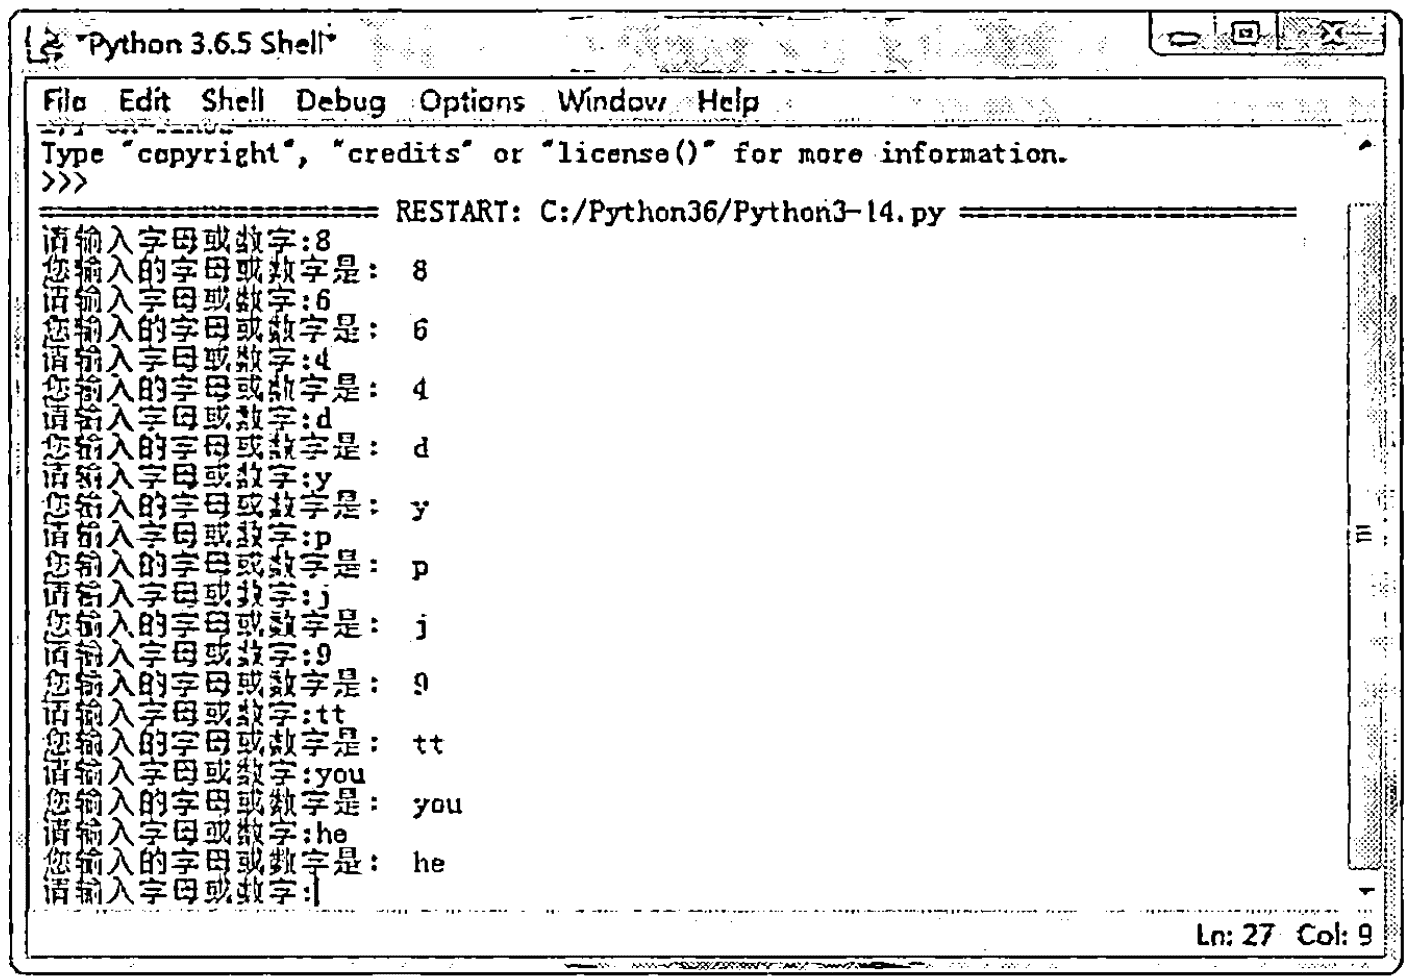 *Python 3.6.5 Shell*
File Edit Shell Debug Options Window Help
Type "copyright", "credits" or "license()" for more information.
>>>
==================== RESTART: C:/Python36/Python3-14.py ====================
请输入字母或数字:8
您输入的字母或数字是： 8
请输入字母或数字:6
您输入的字母或数字是： 6
请输入字母或数字:4
您输入的字母或数字是： 4
请输入字母或数字:d
您输入的字母或数字是： d
请输入字母或数字:y
您输入的字母或数字是： y
请输入字母或数字:p
您输入的字母或数字是： p
请输入字母或数字:j
您输入的字母或数字是： j
请输入字母或数字:9
您输入的字母或数字是： 9
请输入字母或数字:tt
您输入的字母或数字是： tt
请输入字母或数字:you
您输入的字母或数字是： you
请输入字母或数字:he
您输入的字母或数字是： he
请输入字母或数字:
Ln: 27 Col: 9